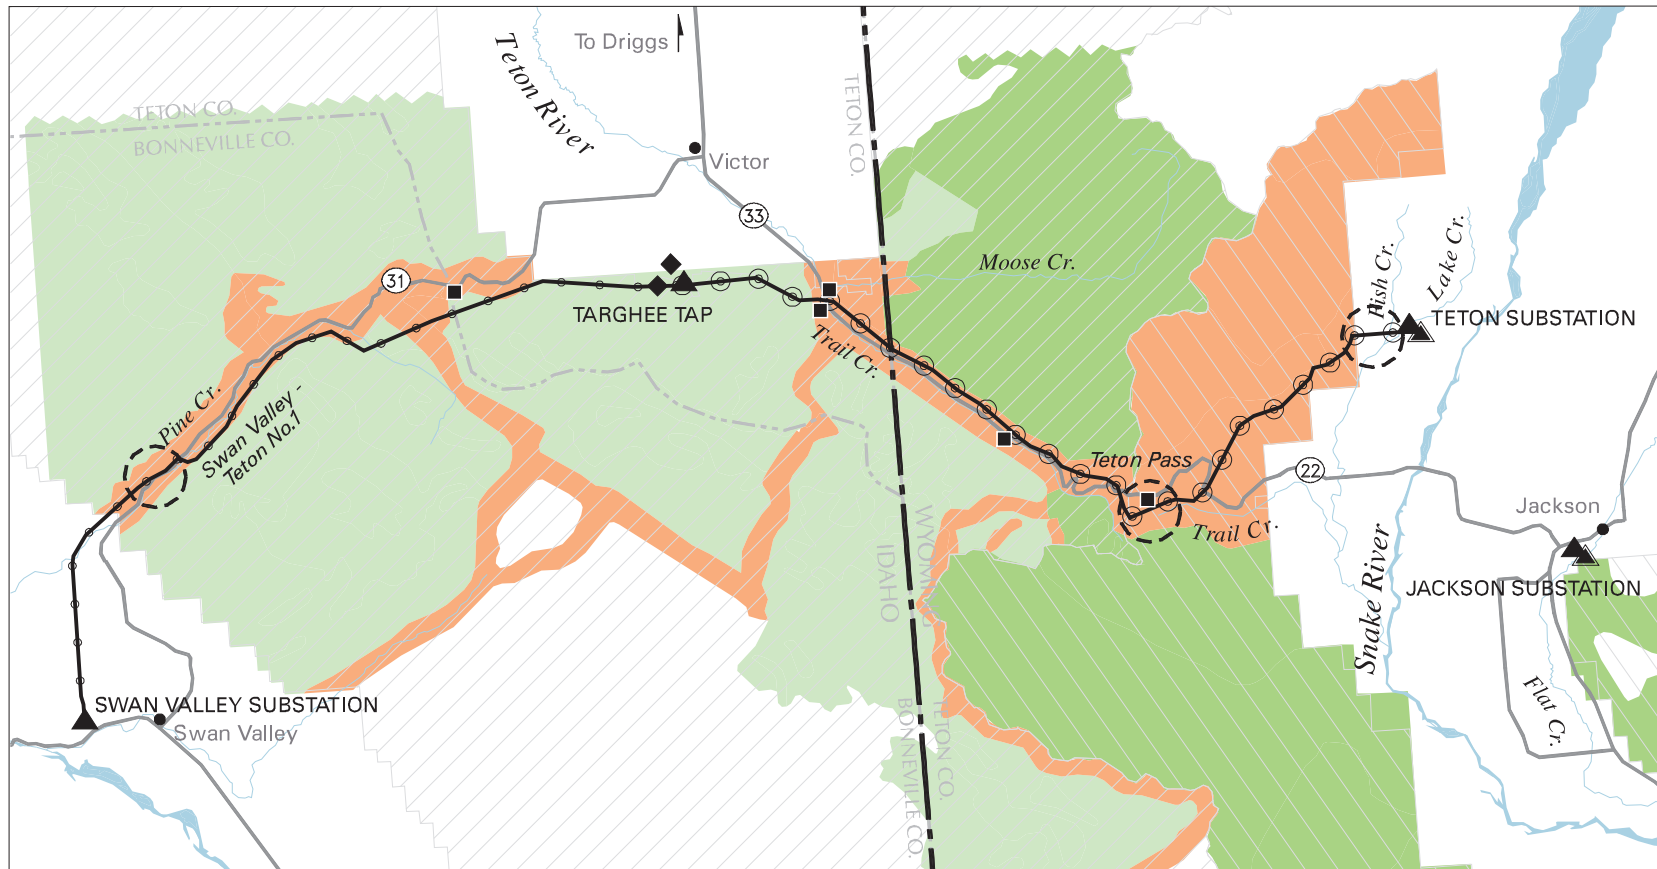 To Driggs
Teton River
TETON CO.
TETON CO.
BONNEVILLE CO.
Victor
33
Moose Cr.
Fish Cr.
Lake Cr.
31
TARGHEE TAP
TETON SUBSTATION
Trail Cr.
Pine Cr.
Swan Valley -
Teton No.1
Teton Pass
22
Jackson
Trail Cr.
WYOMING
IDAHO
Snake River
JACKSON SUBSTATION
SWAN VALLEY SUBSTATION
Swan Valley
Flat Cr.
TETON CO.
BONNEVILLE CO.